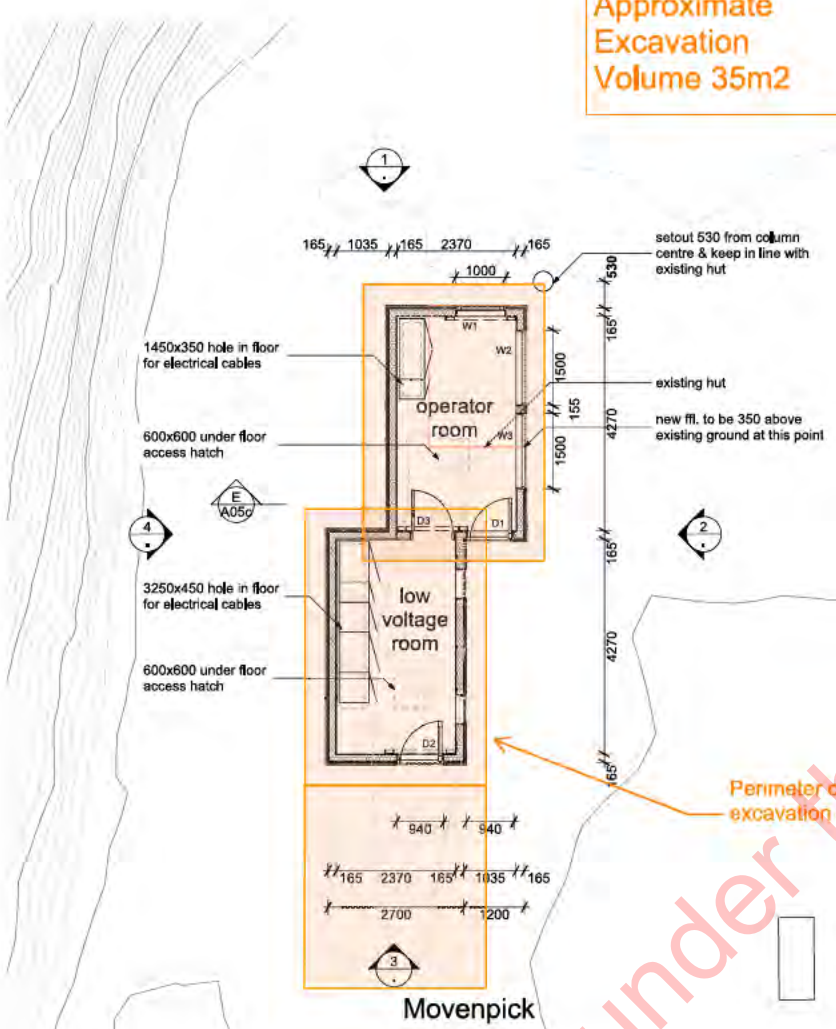 Approximate
Excavation
Volume 35m2
1
165 1035 165 2370 165
1000
530
setout 530 from column
centre & keep in line with
existing hut
165
W1
W2
1450x350 hole in floor
for electrical cables
1500
existing hut
operator
room
155
W3
new ffl. to be 350 above
existing ground at this point
4270
600x600 under floor
access hatch
1500
E
A05c
D3
D1
4
2
165
3250x450 hole in floor
for electrical cables
low
voltage
room
4270
600x600 under floor
access hatch
D2
165
Perimeter
excavation
940 940
165 2370 165 1035 165
2700 1200
3
Movenpick
under